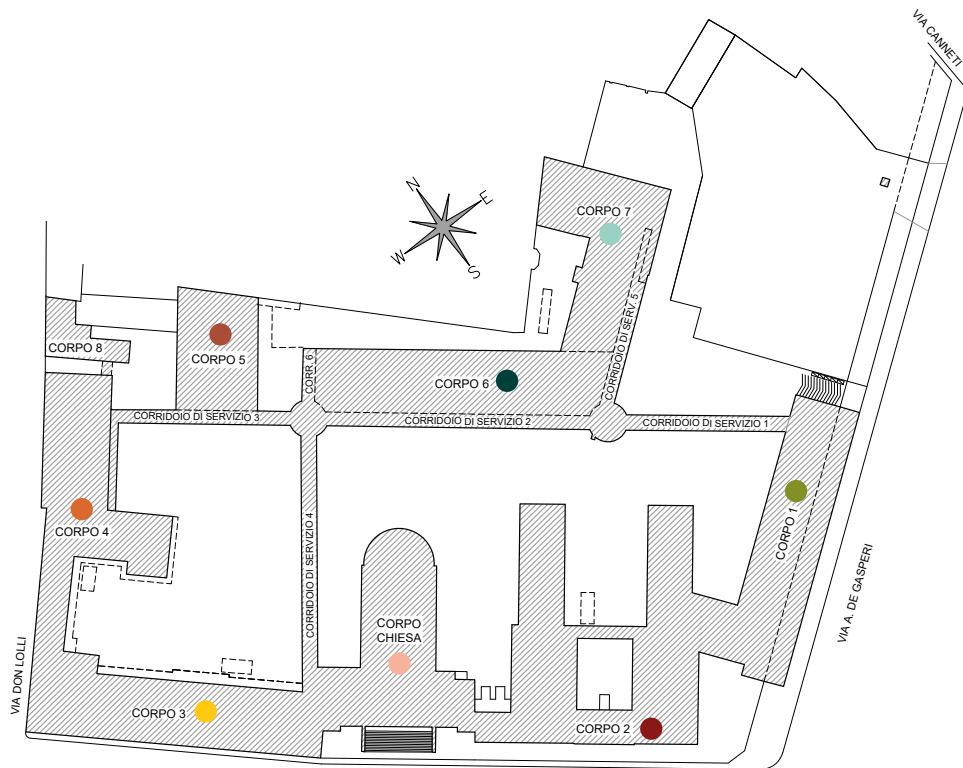 VIA CANNETI
N
E
W
S
CORPO 7
CORPO 8
CORPO 5
CORR. 6
CORPO 6
CORRIDOIO DI SERV. 5
CORRIDOIO DI SERVIZIO 3
CORRIDOIO DI SERVIZIO 2
CORRIDOIO DI SERVIZIO 1
CORPO 4
CORRIDOIO DI SERVIZIO 4
CORPO 1
CORPO
CHIESA
VIA A. DE GASPERI
VIA DON LOLLI
CORPO 3
CORPO 2